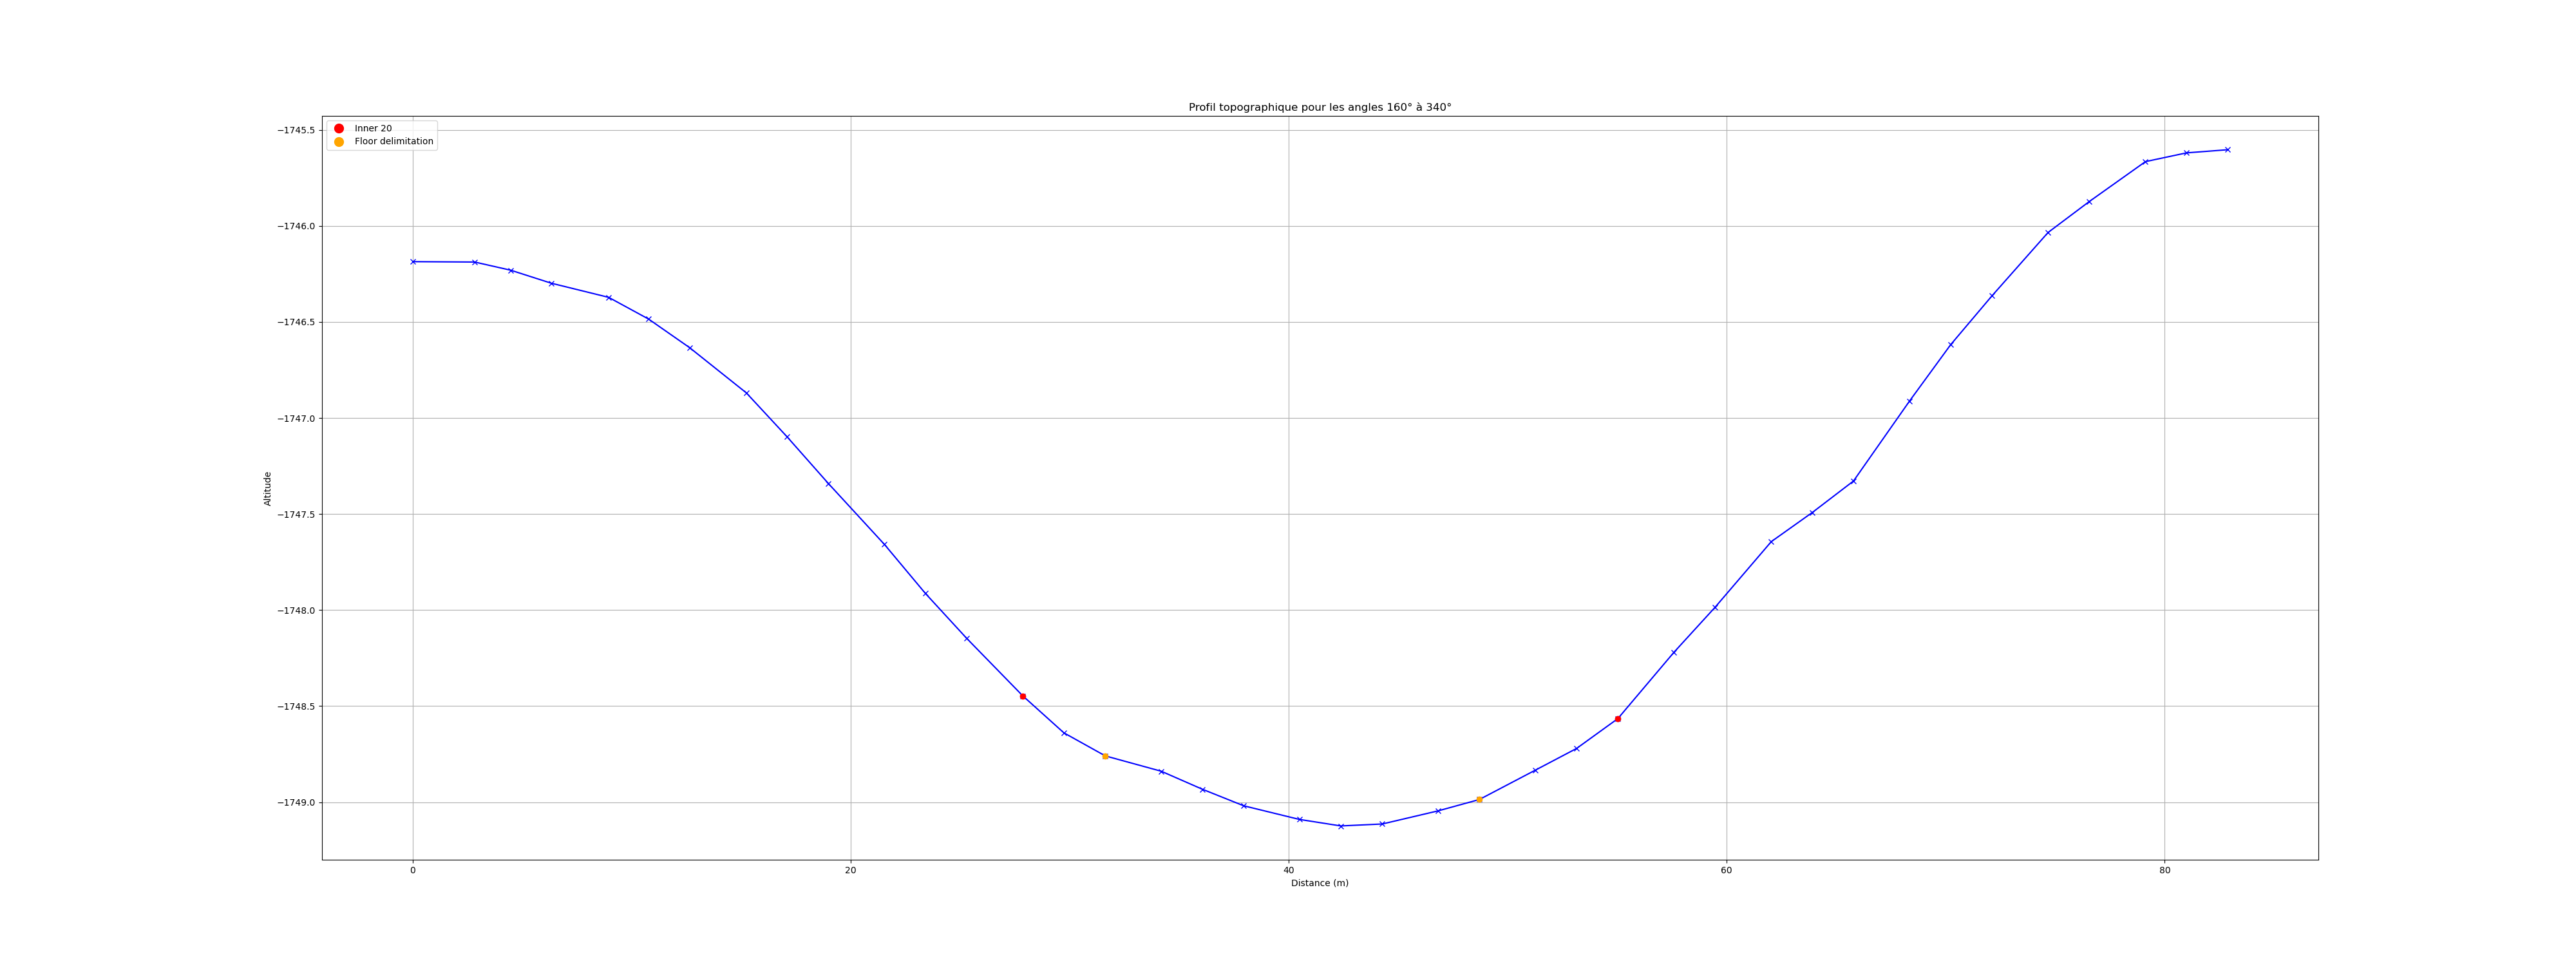 Profil topographique pour les angles 160° à 340°
Inner 20
Floor delimitation
−1745.5
−1746.0
−1746.5
−1747.0
−1747.5
−1748.0
−1748.5
−1749.0
Altitude
0 20 40 60 80
Distance (m)